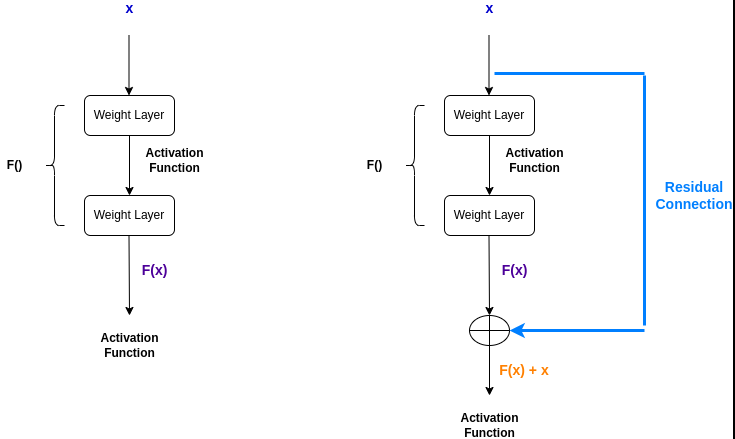 x
Weight Layer
Activation
Function
F()
Weight Layer
F(x)
Activation
Function
x
Weight Layer
Activation
Function
F()
Residual
Connection
Weight Layer
F(x)
F(x) + x
Activation
Function